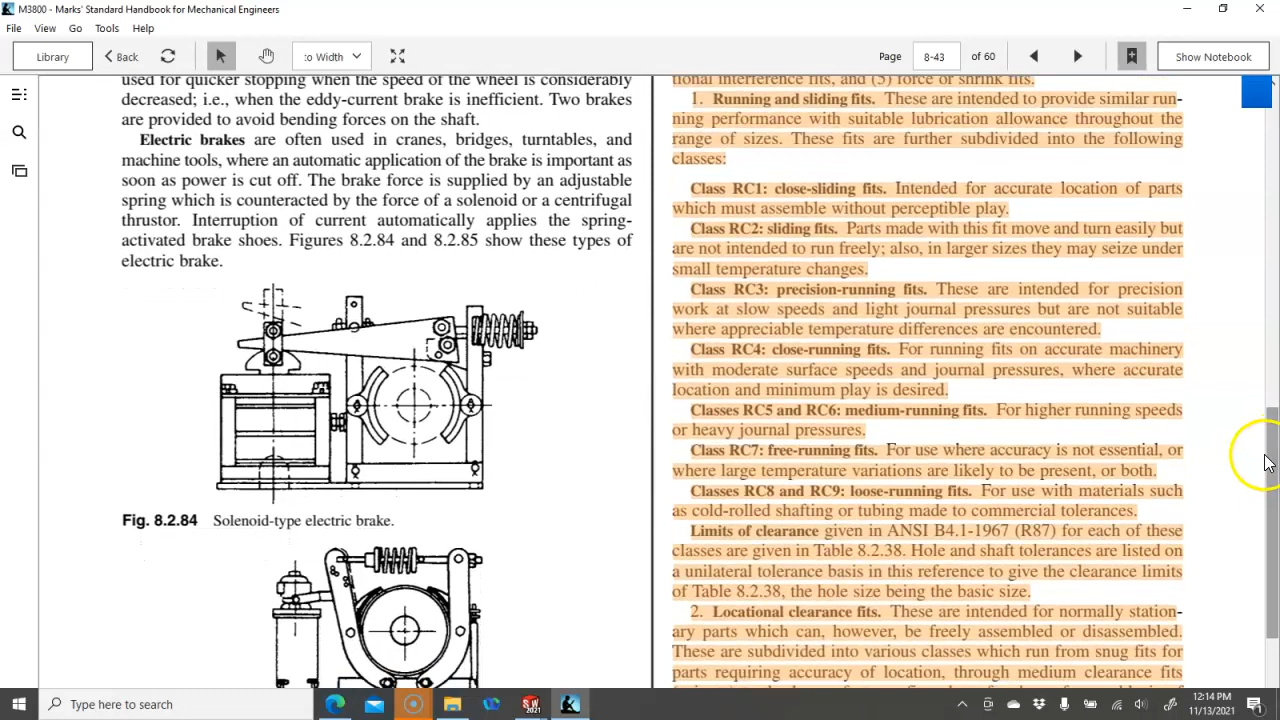 M3800 - Marks' Standard Handbook for Mechanical Engineers
File View Go Tools Help
Library Back :o Width Page 8-43 of 60 Show Notebook
used for quicker stopping when the speed of the wheel is considerably
decreased; i.e., when the eddy-current brake is inefficient. Two brakes
are provided to avoid bending forces on the shaft.
Electric brakes are often used in cranes, bridges, turntables, and
machine tools, where an automatic application of the brake is important as
soon as power is cut off. The brake force is supplied by an adjustable
spring which is counteracted by the force of a solenoid or a centrifugal
thrustor. Interruption of current automatically applies the spring-
activated brake shoes. Figures 8.2.84 and 8.2.85 show these types of
electric brake.
Fig. 8.2.84 Solenoid-type electric brake.
tional interference fits, and (5) force or shrink fits.
1. Running and sliding fits. These are intended to provide similar run-
ning performance with suitable lubrication allowance throughout the
range of sizes. These fits are further subdivided into the following
classes:
Class RC1: close-sliding fits. Intended for accurate location of parts
which must assemble without perceptible play.
Class RC2: sliding fits. Parts made with this fit move and turn easily but
are not intended to run freely; also, in larger sizes they may seize under
small temperature changes.
Class RC3: precision-running fits. These are intended for precision
work at slow speeds and light journal pressures but are not suitable
where appreciable temperature differences are encountered.
Class RC4: close-running fits. For running fits on accurate machinery
with moderate surface speeds and journal pressures, where accurate
location and minimum play is desired.
Classes RC5 and RC6: medium-running fits. For higher running speeds
or heavy journal pressures.
Class RC7: free-running fits. For use where accuracy is not essential, or
where large temperature variations are likely to be present, or both.
Classes RC8 and RC9: loose-running fits. For use with materials such
as cold-rolled shafting or tubing made to commercial tolerances.
Limits of clearance given in ANSI B4.1-1967 (R87) for each of these
classes are given in Table 8.2.38. Hole and shaft tolerances are listed on
a unilateral tolerance basis in this reference to give the clearance limits
of Table 8.2.38, the hole size being the basic size.
2. Locational clearance fits. These are intended for normally station-
ary parts which can, however, be freely assembled or disassembled.
These are subdivided into various classes which run from snug fits for
parts requiring accuracy of location, through medium clearance fits
Type here to search
SW
2021
12:14 PM
11/13/2021
1